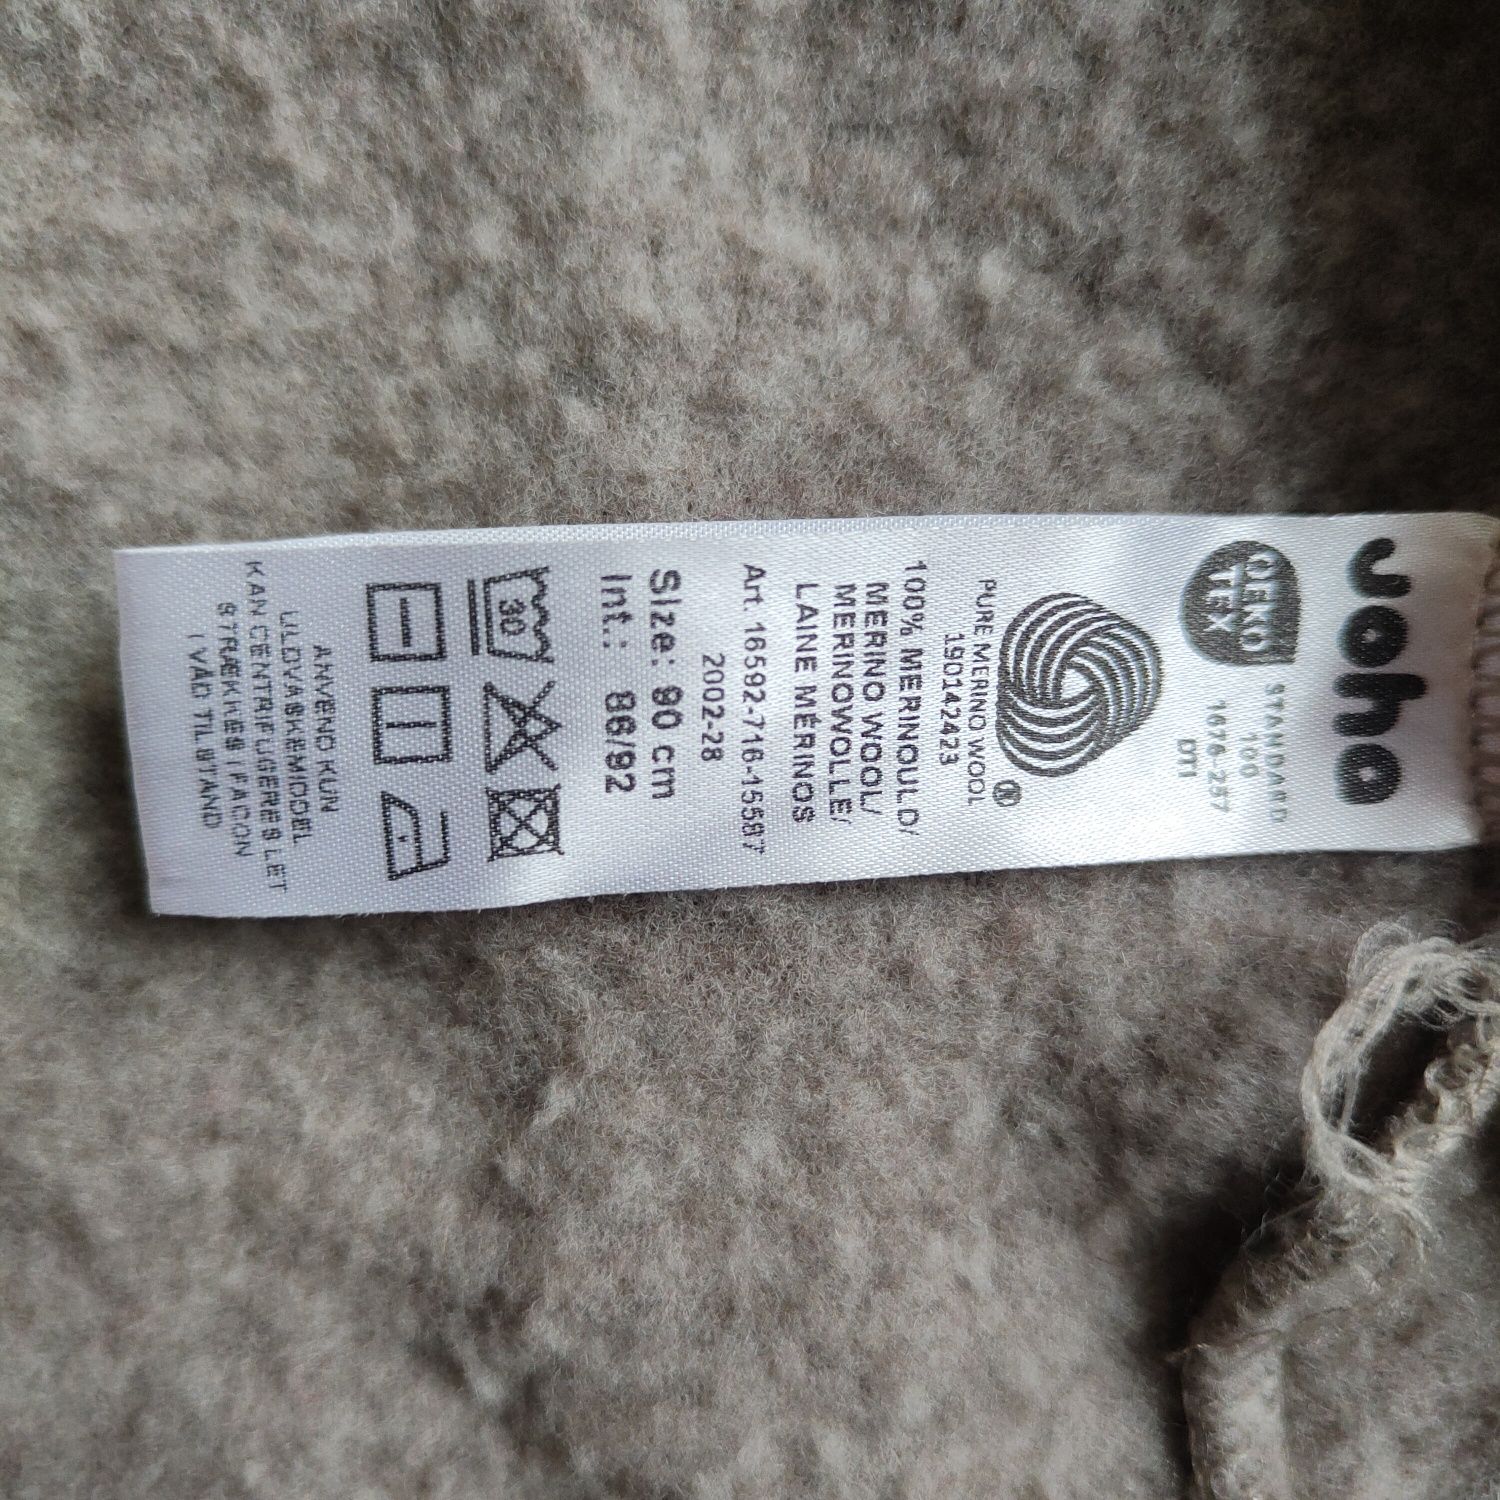 joha
OEKO
TEX
STANDARD
100
1676-257
DTI
®
PURE MERINO WOOL
190142423
100% MERINOULD/
MERINO WOOL/
MERINOWOLLE/
LAINE MÉRINOS
Art. 16592-716-15587
2002-28
Size: 90 cm
Int.: 86/92
30
ANVEND KUN
ULDVASKEMIDDEL
KAN CENTRIFUGERES LET
STRÆKKES I FACON
I VÅD TILSTAND